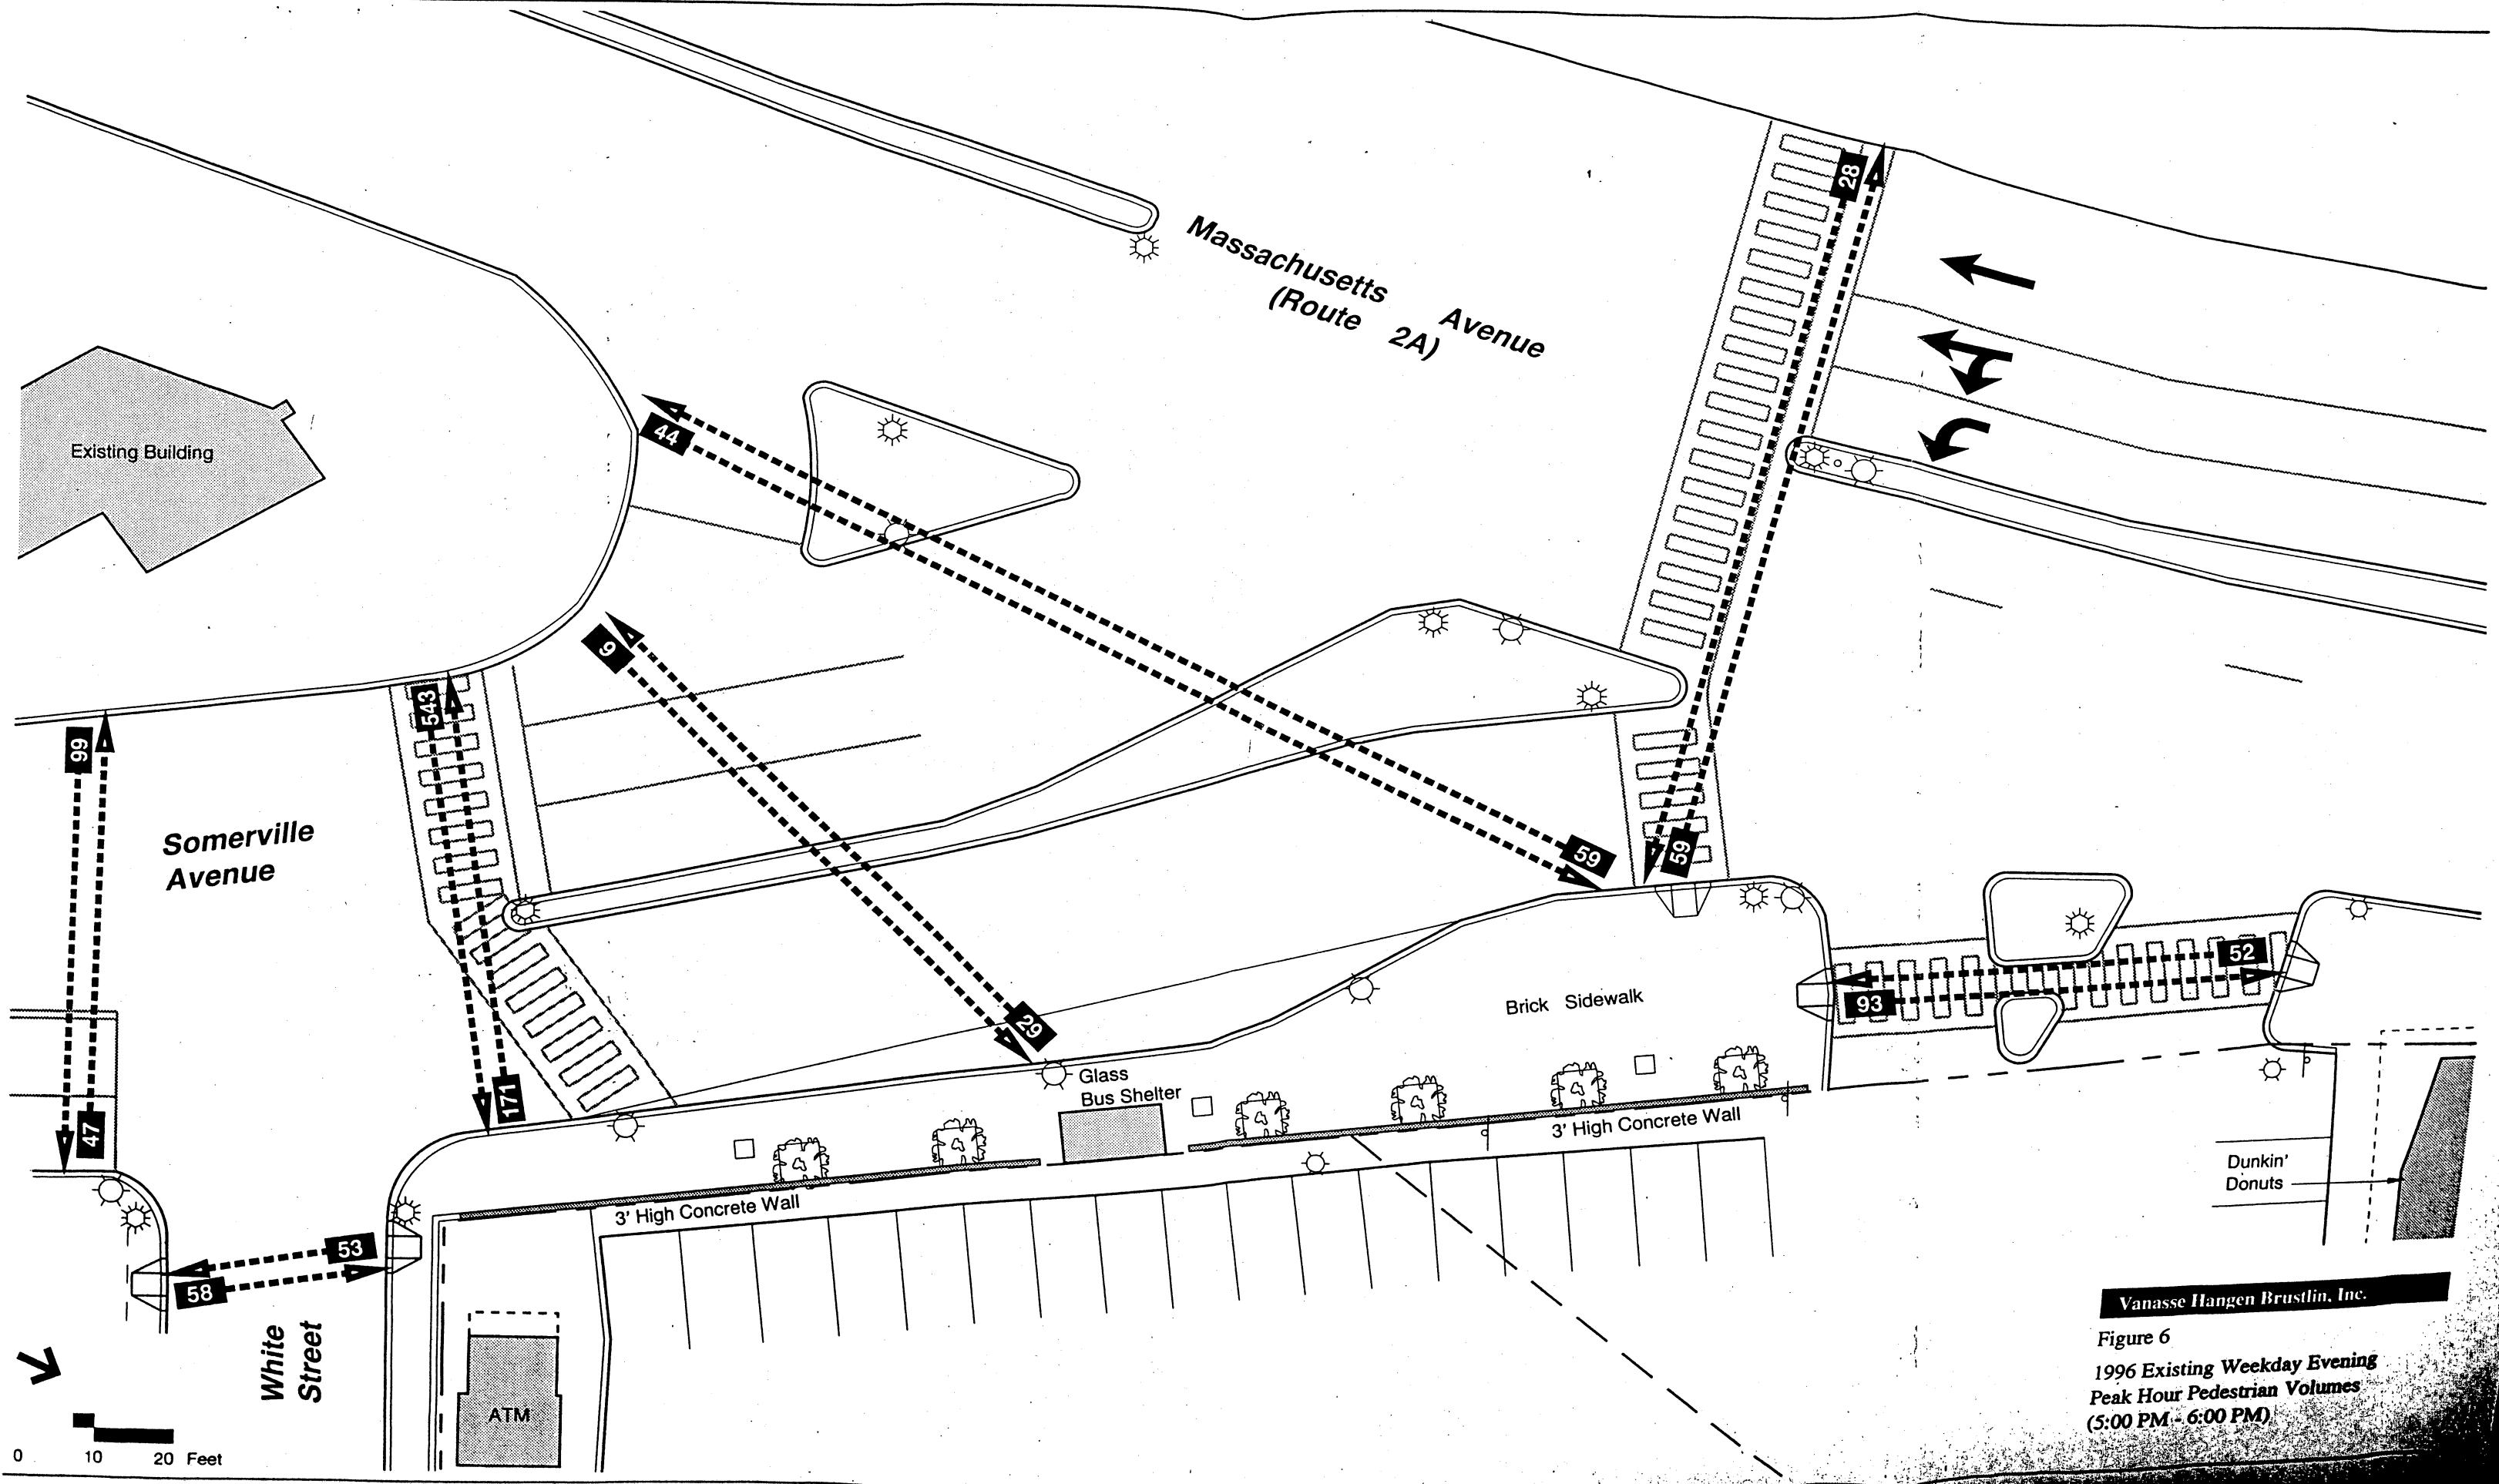 Massachusetts Avenue
(Route 2A)
28
Existing Building
44
9
543
99
Somerville
Avenue
59
59
52
93
Brick Sidewalk
29
171
47
Glass
Bus Shelter
3' High Concrete Wall
3' High Concrete Wall
Dunkin'
Donuts
53
58
White
Street
ATM
0 10 20 Feet
Vanasse Hangen Brustlin, Inc.
Figure 6
1996 Existing Weekday Evening
Peak Hour Pedestrian Volumes
(5:00 PM - 6:00 PM)